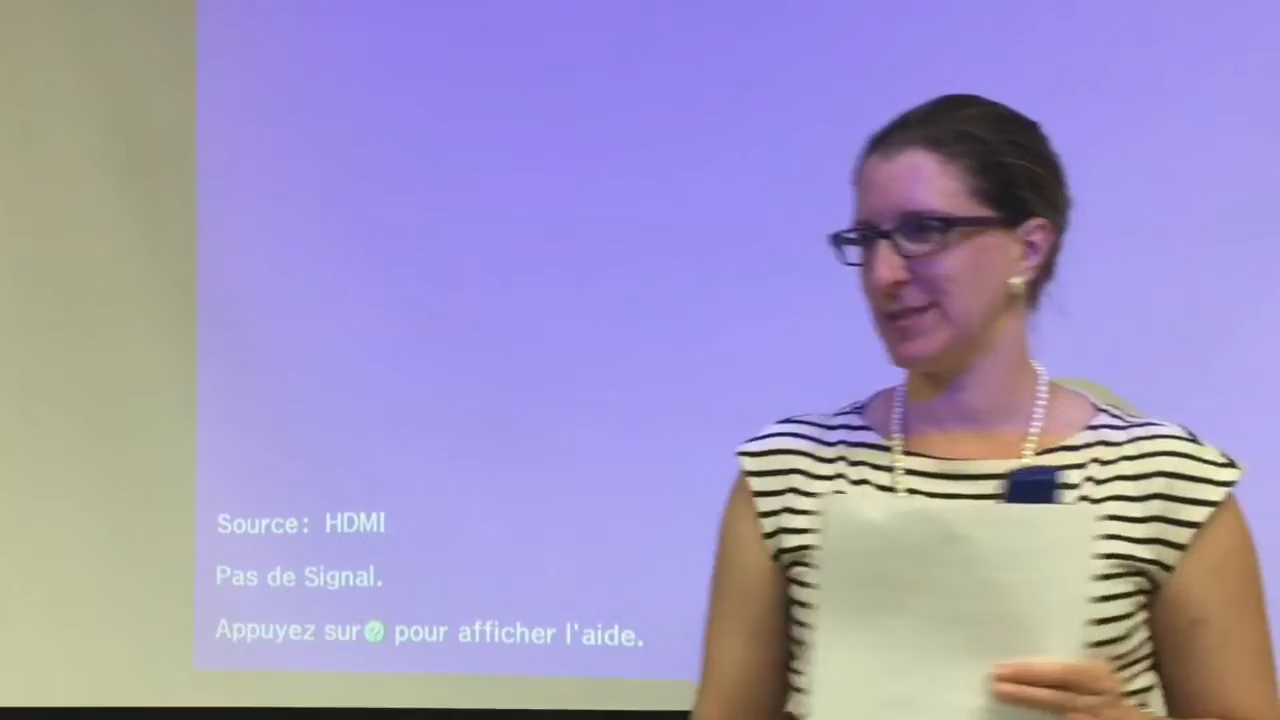 Source: HDMI
Pas de Signal.
Appuyez sur ? pour afficher l'aide.